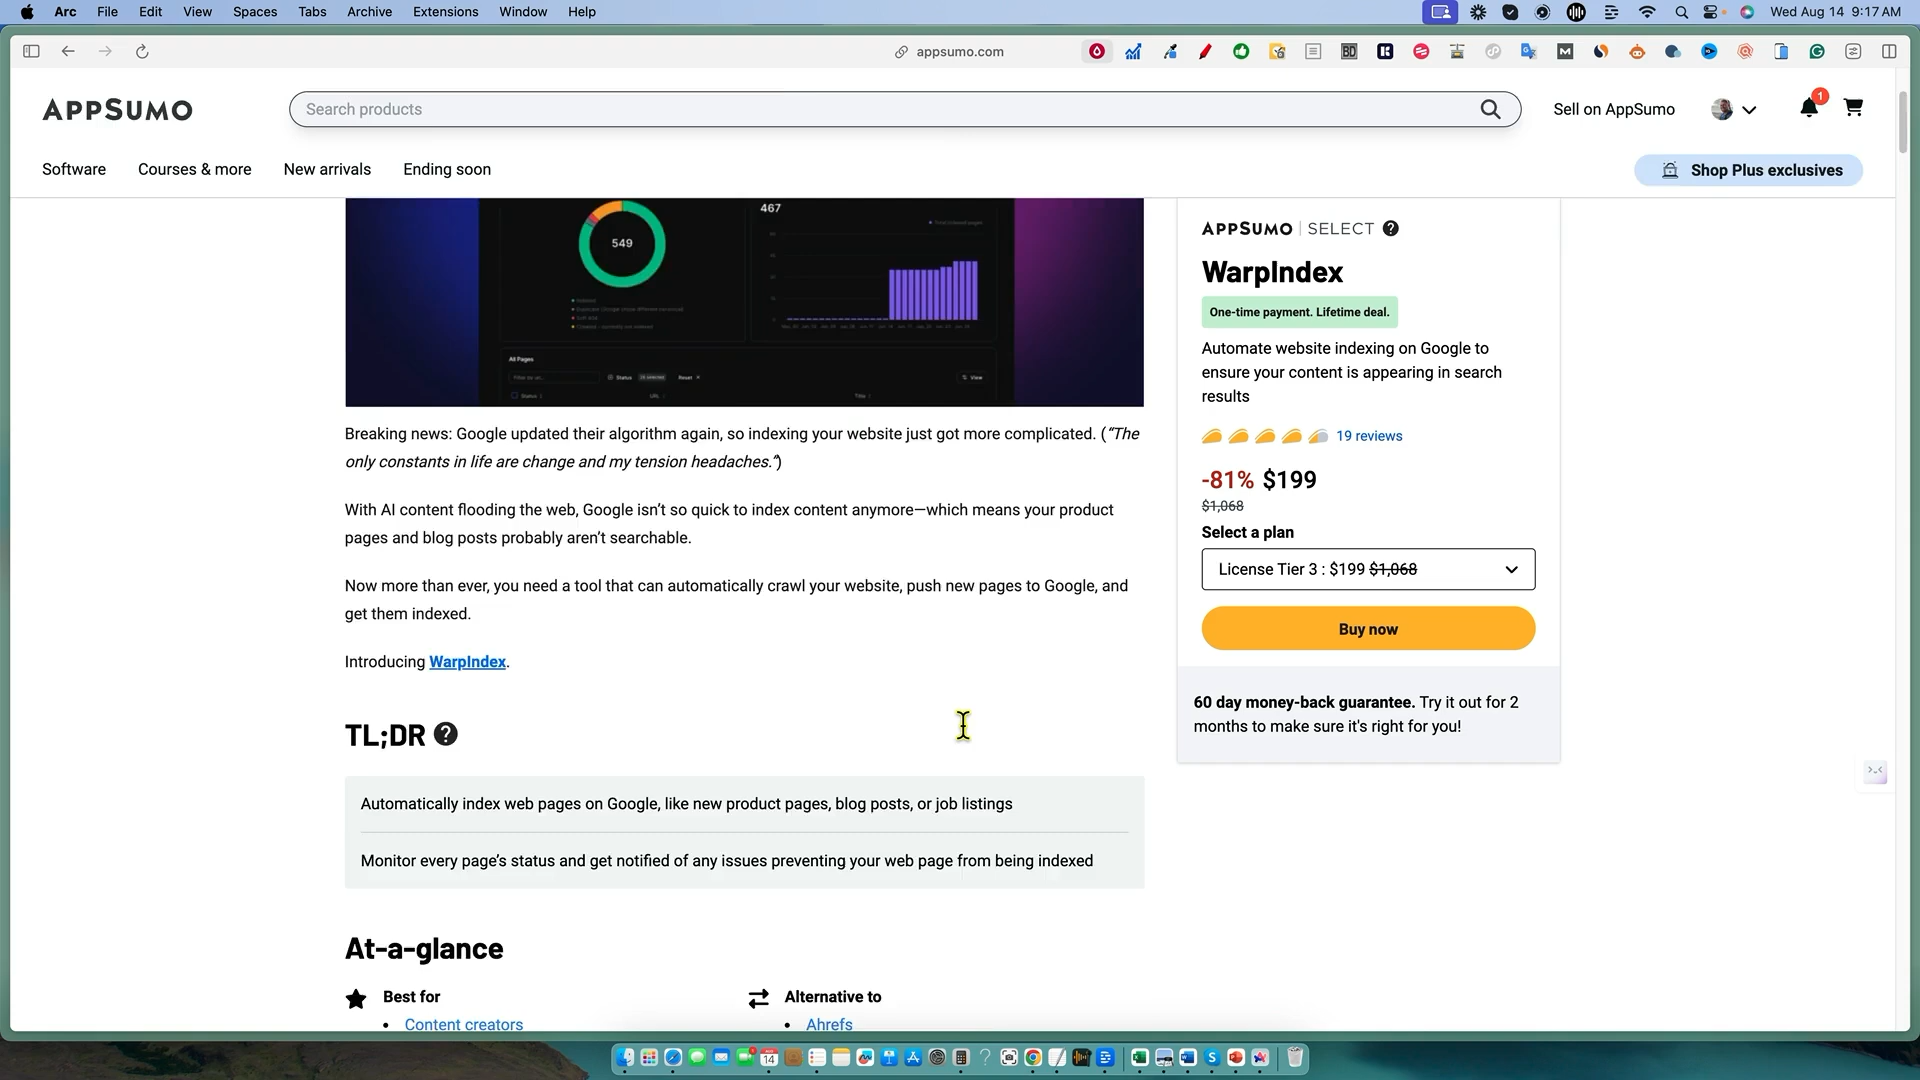 Arc File Edit View Spaces Tabs Archive Extensions Window Help Wed Aug 14 9:17 AM
appsumo.com
APPSUMO Search products Sell on AppSumo 1
Software Courses & more New arrivals Ending soon Shop Plus exclusives
549
467
All Pages
Status Reset View
Status URL Title
Breaking news: Google updated their algorithm again, so indexing your website just got more complicated. (“The
only constants in life are change and my tension headaches.”)
With AI content flooding the web, Google isn’t so quick to index content anymore—which means your product
pages and blog posts probably aren’t searchable.
Now more than ever, you need a tool that can automatically crawl your website, push new pages to Google, and
get them indexed.
Introducing WarpIndex.
TL;DR ?
Automatically index web pages on Google, like new product pages, blog posts, or job listings
Monitor every page’s status and get notified of any issues preventing your web page from being indexed
At-a-glance
Best for
• Content creators
Alternative to
• Ahrefs
APPSUMO | SELECT ?
WarpIndex
One-time payment. Lifetime deal.
Automate website indexing on Google to
ensure your content is appearing in search
results
19 reviews
-81% $199
$1,068
Select a plan
License Tier 3 : $199 $1,068
Buy now
60 day money-back guarantee. Try it out for 2
months to make sure it's right for you!